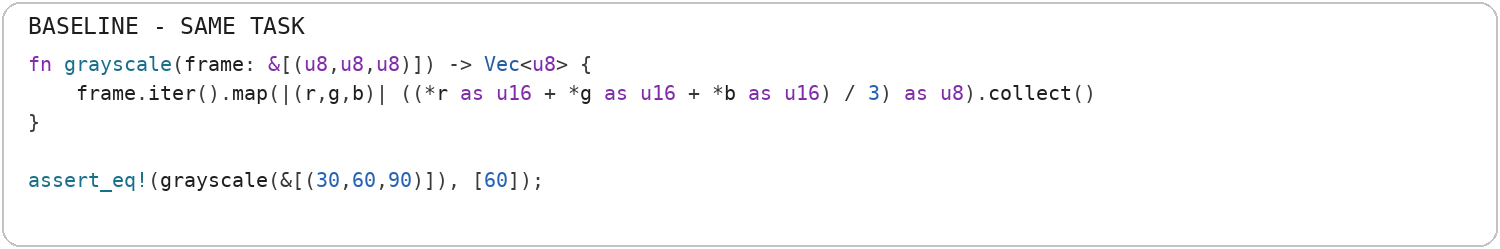 BASELINE - SAME TASK
fn grayscale(frame: &[(u8,u8,u8)]) -> Vec<u8> {
    frame.iter().map(|(r,g,b)| ((*r as u16 + *g as u16 + *b as u16) / 3) as u8).collect()
}
assert_eq!(grayscale(&[(30,60,90)]), [60]);